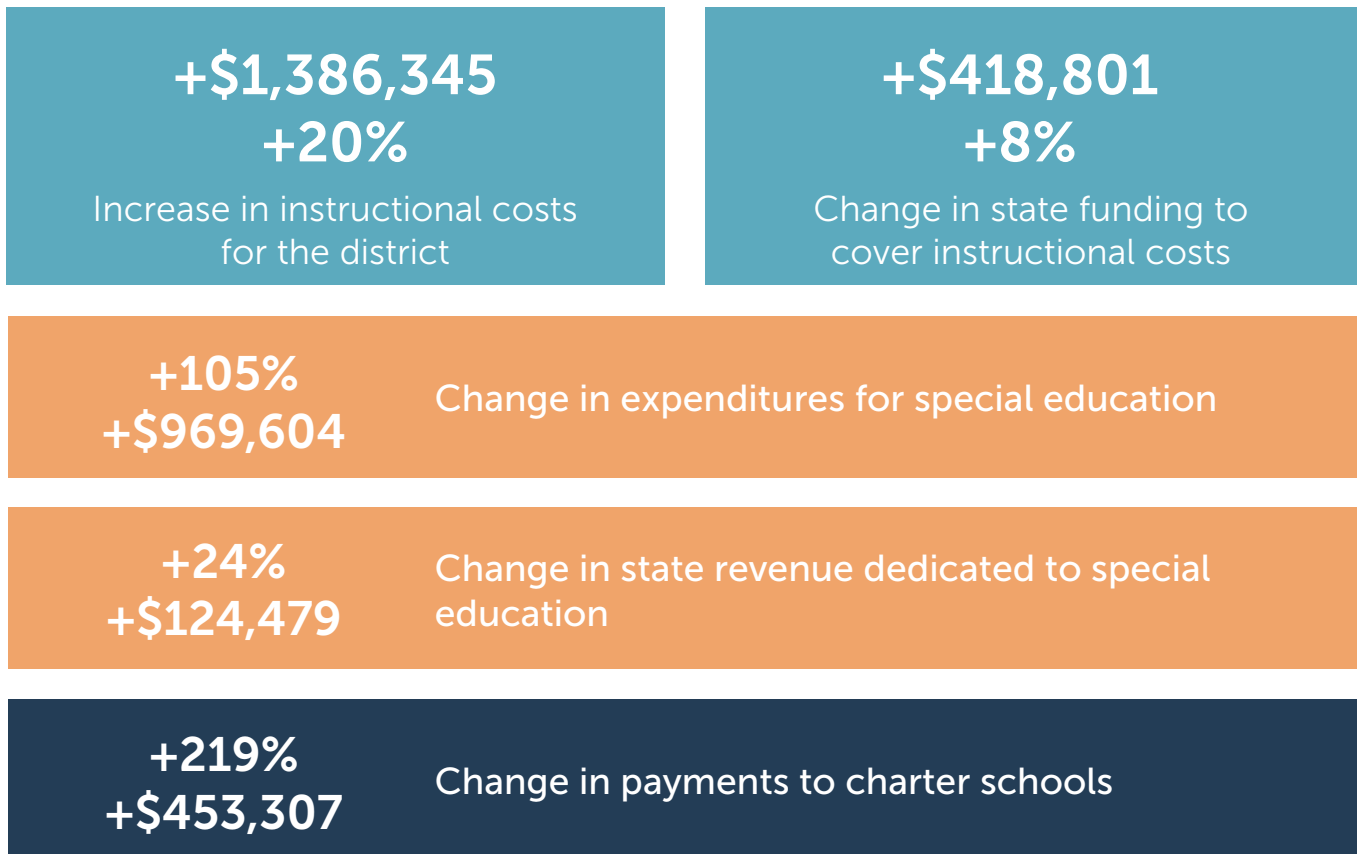 +$1,386,345
+20%
Increase in instructional costs
for the district
+$418,801
+8%
Change in state funding to
cover instructional costs
+105%
+$969,604
Change in expenditures for special education
+24%
+$124,479
Change in state revenue dedicated to special
education
+219%
+$453,307
Change in payments to charter schools